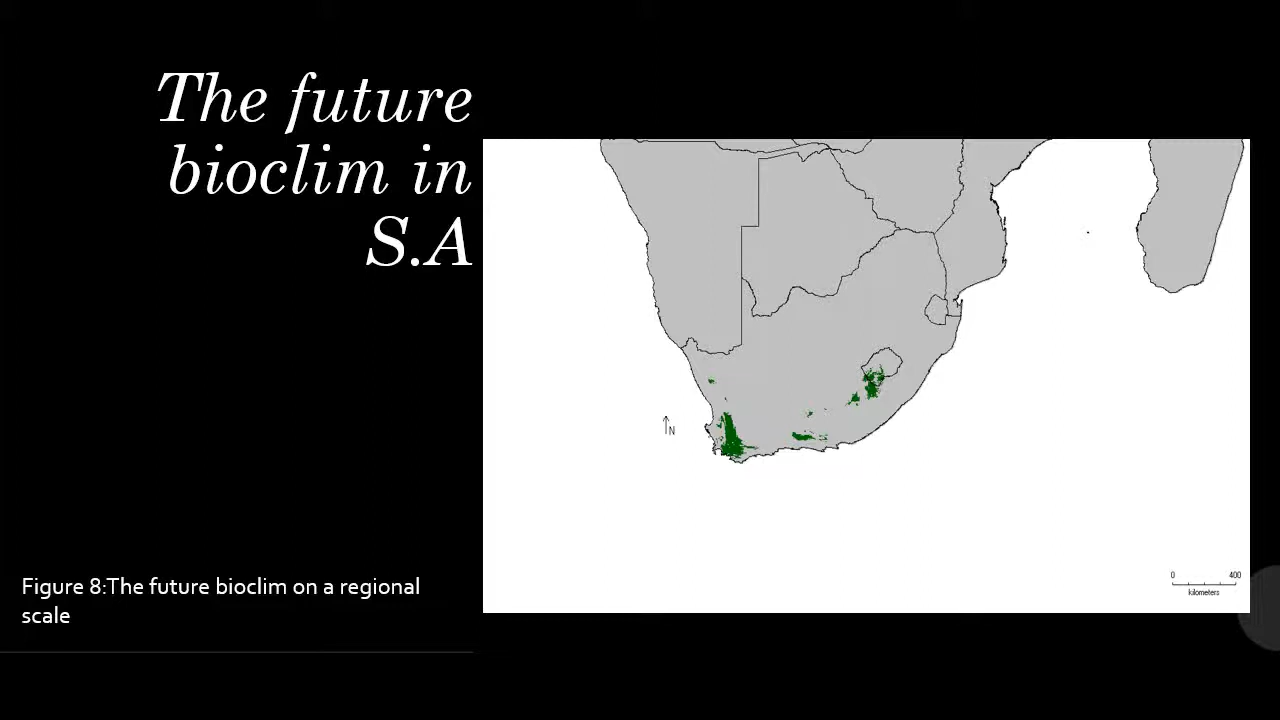 The future
bioclim in
S.A
N
0 400
kilometers
Figure 8:The future bioclim on a regional
scale